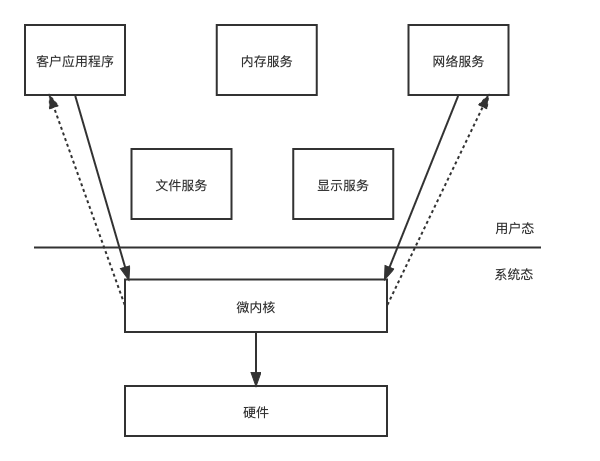 客户应用程序
内存服务
网络服务
文件服务
显示服务
用户态
系统态
微内核
硬件